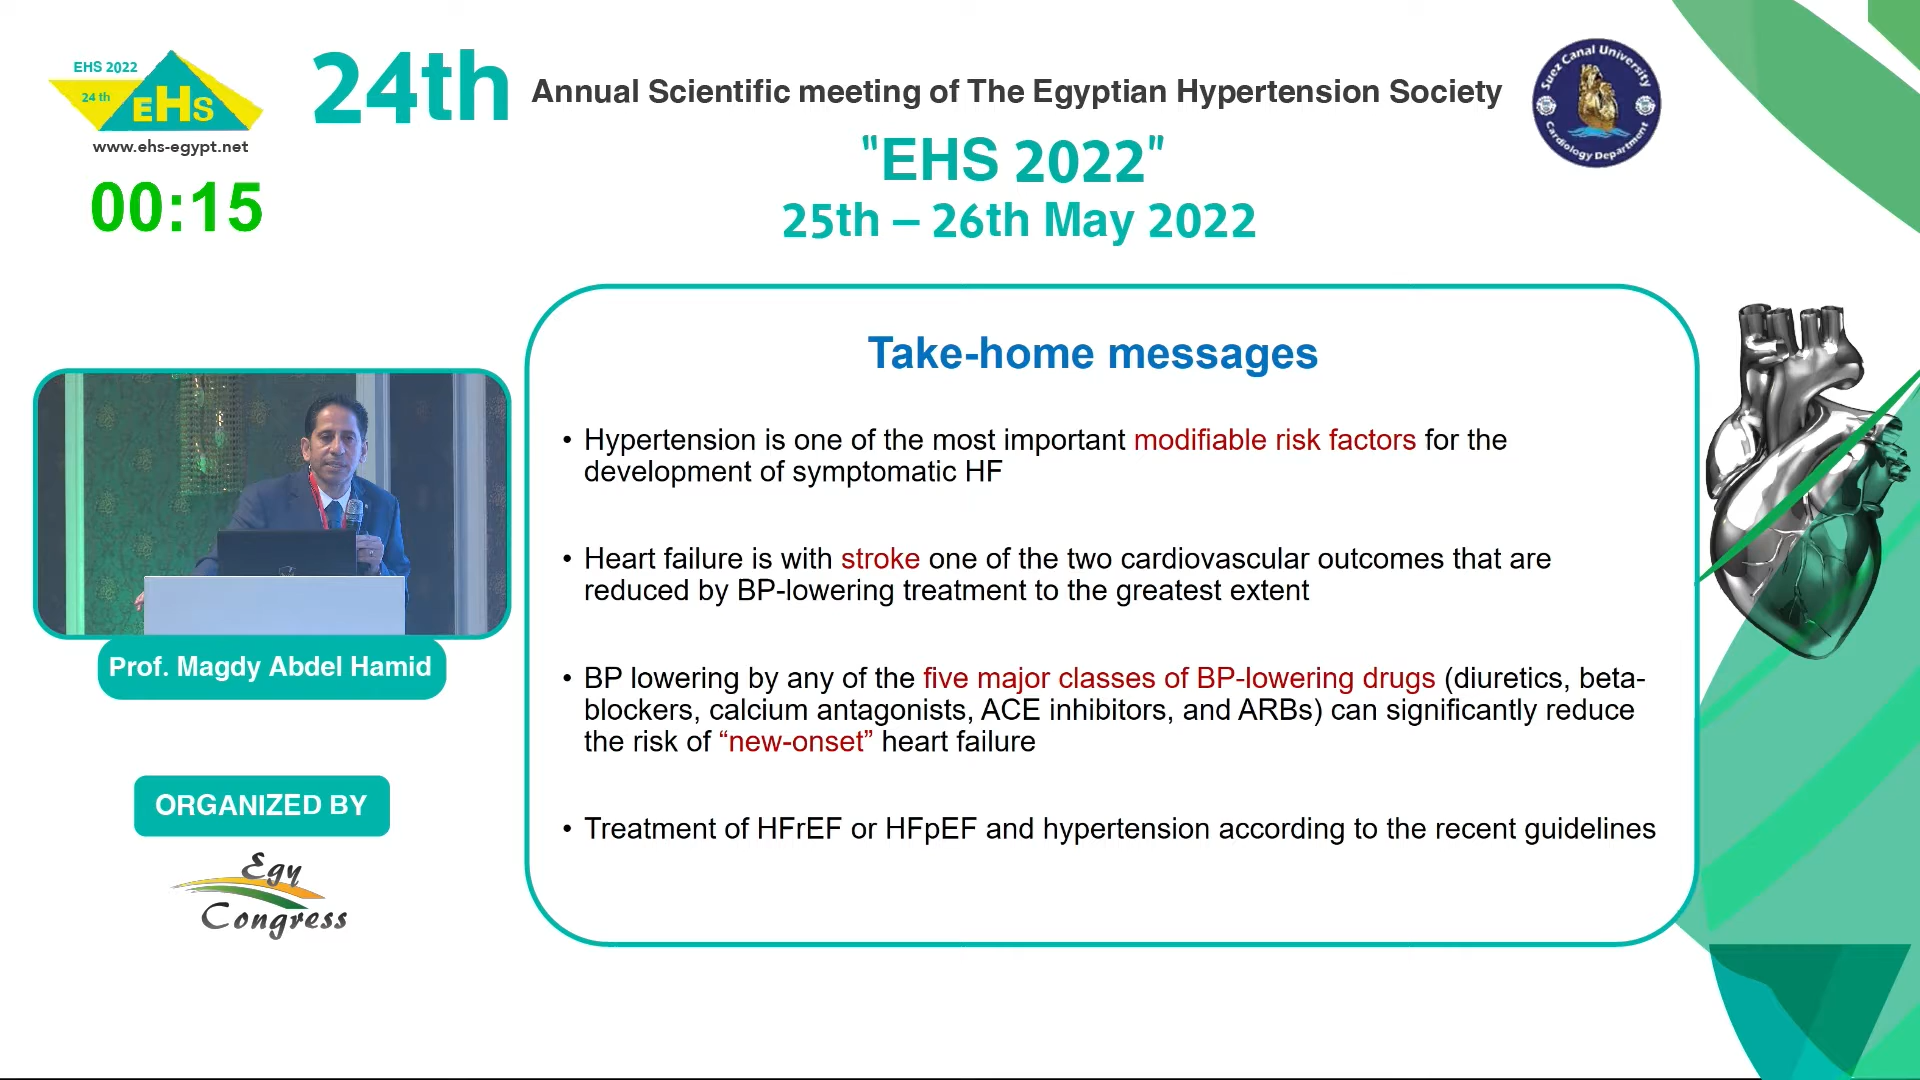 EHS 2022
24 th
EHS
www.ehs-egypt.net
00:15
24th Annual Scientific meeting of The Egyptian Hypertension Society
"EHS 2022"
25th – 26th May 2022
Suez Canal University
Cardiology Department
Prof. Magdy Abdel Hamid
ORGANIZED BY
Egy
Congress
Take-home messages
• Hypertension is one of the most important modifiable risk factors for the
development of symptomatic HF
• Heart failure is with stroke one of the two cardiovascular outcomes that are
reduced by BP-lowering treatment to the greatest extent
• BP lowering by any of the five major classes of BP-lowering drugs (diuretics, beta-
blockers, calcium antagonists, ACE inhibitors, and ARBs) can significantly reduce
the risk of “new-onset” heart failure
• Treatment of HFrEF or HFpEF and hypertension according to the recent guidelines